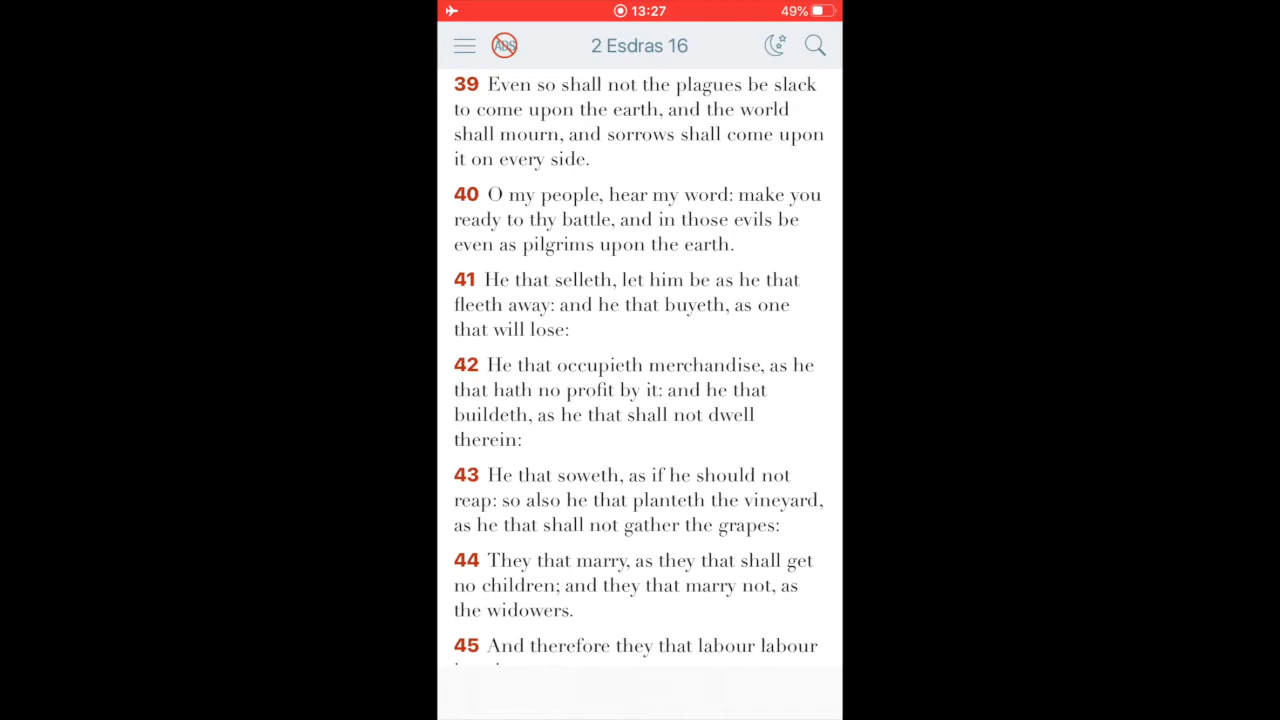 13:27
49%
ADS
2 Esdras 16
39 Even so shall not the plagues be slack
to come upon the earth, and the world
shall mourn, and sorrows shall come upon
it on every side.
40 O my people, hear my word: make you
ready to thy battle, and in those evils be
even as pilgrims upon the earth.
41 He that selleth, let him be as he that
fleeth away: and he that buyeth, as one
that will lose:
42 He that occupieth merchandise, as he
that hath no profit by it: and he that
buildeth, as he that shall not dwell
therein:
43 He that soweth, as if he should not
reap: so also he that planteth the vineyard,
as he that shall not gather the grapes:
44 They that marry, as they that shall get
no children; and they that marry not, as
the widowers.
45 And therefore they that labour labour